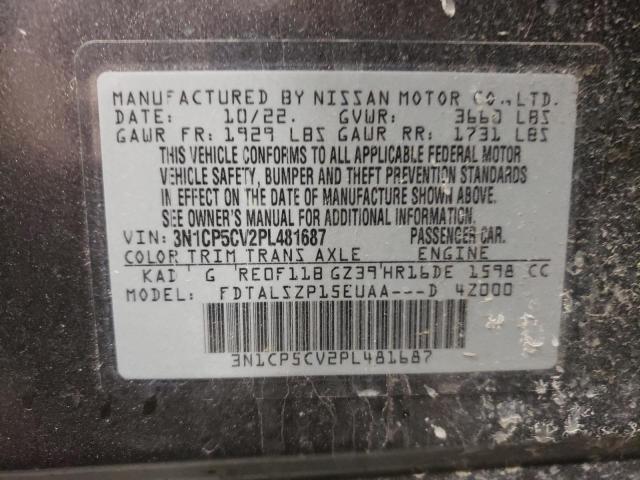 MANUFACTURED BY NISSAN MOTOR CO.,LTD.
DATE: 10/22. GVWR: 3660 LBS
GAWR FR: 1929 LBS GAWR RR: 1731 LBS
THIS VEHICLE CONFORMS TO ALL APPLICABLE FEDERAL MOTOR
VEHICLE SAFETY, BUMPER AND THEFT PREVENTION STANDARDS
IN EFFECT ON THE DATE OF MANUFACTURE SHOWN ABOVE.
SEE OWNER'S MANUAL FOR ADDITIONAL INFORMATION.
VIN: 3N1CP5CV2PL481687 PASSENGER CAR.
COLOR TRIM TRANS AXLE ENGINE
KAD G RE0F11B GZ39 HR16DE 1598 CC
MODEL: FDTALSZP15EUAA---D 4Z000
3N1CP5CV2PL481687